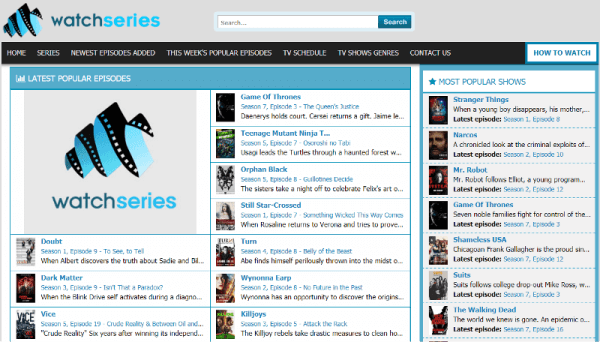 watchseries
Search...
Search
HOME
SERIES
NEWEST EPISODES ADDED
THIS WEEK'S POPULAR EPISODES
TV SCHEDULE
TV SHOWS GENRES
CONTACT US
HOW TO WATCH
LATEST POPULAR EPISODES
watchseries
Game Of Thrones
Season 7, Episode 3 - The Queen's Justice
Daenerys holds court. Cersei returns a gift. Jaime le...
Teenage Mutant Ninja T...
Season 5, Episode 7 - Osoroshi no Tabi
Usagi leads the Turtles through a haunted forest w...
Orphan Black
Season 5, Episode 8 - Guillotines Decide
The sisters take a night off to celebrate Felix's art o...
Still Star-Crossed
Season 1, Episode 7 - Something Wicked This Way Comes
When Rosaline returns to Verona and tries to prove...
Doubt
Season 1, Episode 9 - To See, to Tell
When Albert discovers the truth about Sadie and Bil...
Turn
Season 4, Episode 8 - Belly of the Beast
Abe finds himself perilously thrown into the midst o...
Dark Matter
Season 3, Episode 9 - Isn't That a Paradox?
When the Blink Drive self activates during a diagno...
Wynonna Earp
Season 2, Episode 8 - No Future in the Past
Wynonna has an opportunity to discover the origins...
Vice
Season 5, Episode 19 - Crude Reality & Between Oil and...
"Crude Reality" Six years after winning its independ...
Killjoys
Season 3, Episode 5 - Attack the Rack
The Killjoy rebels take drastic measures to clean ho...
MOST POPULAR SHOWS
Stranger Things
When a young boy disappears, his mother,...
Latest episode: Season 1, Episode 8
Narcos
A chronicled look at the criminal exploits of...
Latest episode: Season 2, Episode 10
Mr. Robot
Mr. Robot follows Elliot, a young program...
Latest episode: Season 2, Episode 12
Game Of Thrones
Seven noble families fight for control of the...
Latest episode: Season 7, Episode 3
Shameless USA
Chicagoan Frank Gallagher is the proud sin...
Latest episode: Season 7, Episode 12
Suits
Suits follows college drop-out Mike Ross, w...
Latest episode: Season 7, Episode 3
The Walking Dead
The world we knew is gone. An epidemic o...
Latest episode: Season 7, Episode 16